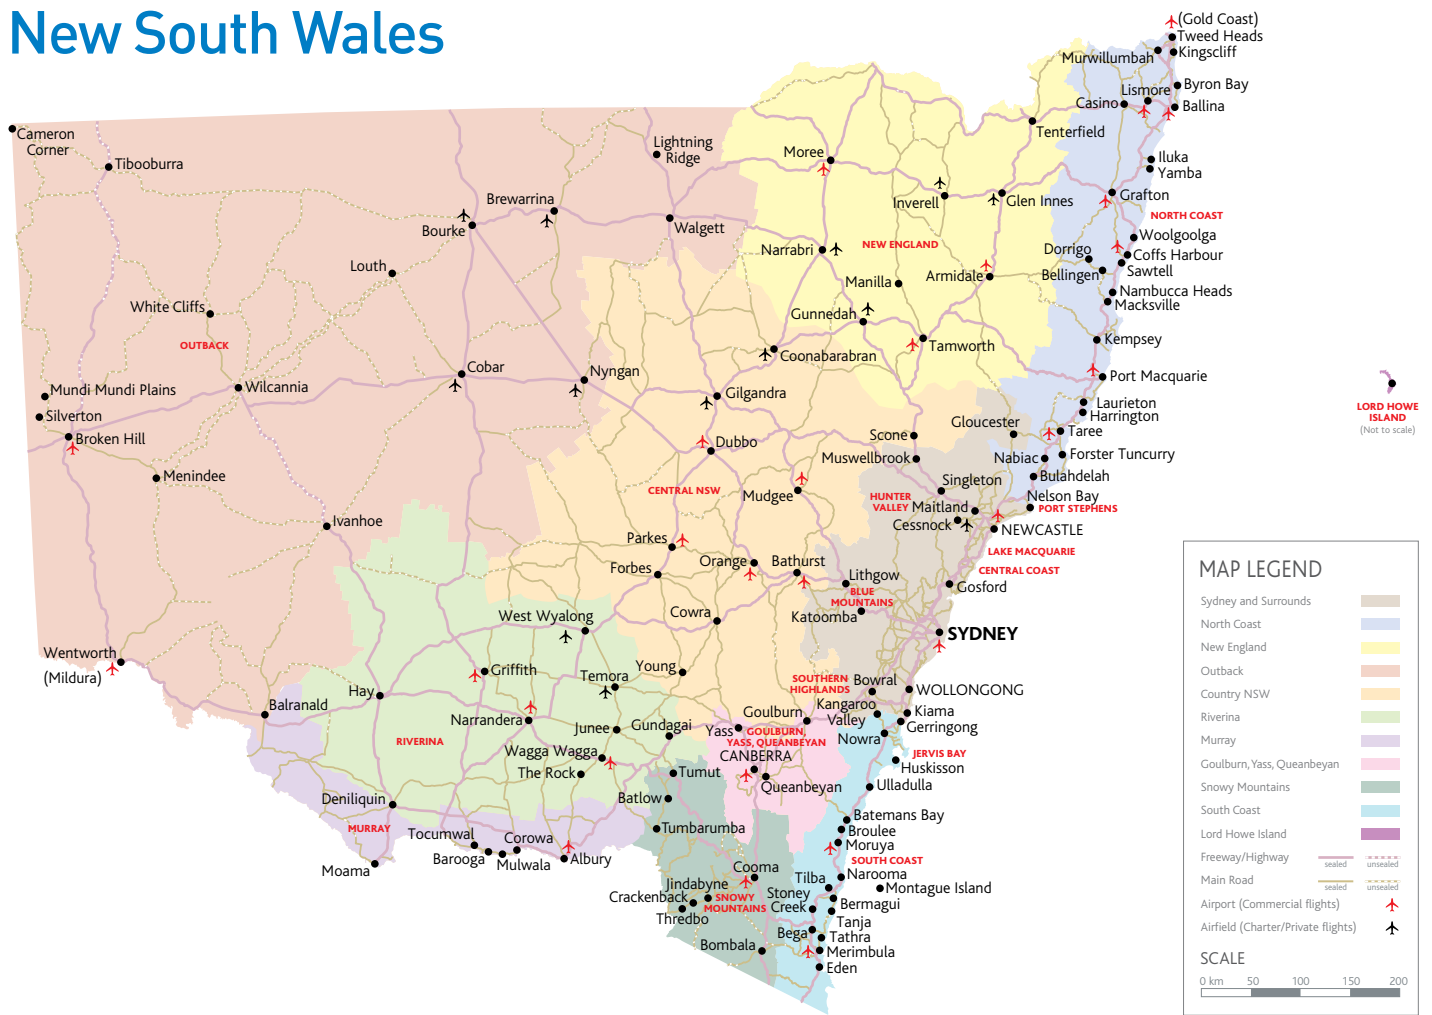 New South Wales
(Gold Coast)
Tweed Heads
Kingscliff
Murwillumbah
Byron Bay
Lismore
Casino
Ballina
Tenterfield
Cameron
Corner
Tibooburra
Lightning
Ridge
Moree
Iluka
Yamba
Inverell
Glen Innes
Grafton
NORTH COAST
Brewarrina
Bourke
Walgett
Woolgoolga
Narrabri
NEW ENGLAND
Dorrigo
Coffs Harbour
Sawtell
Bellingen
Louth
Manilla
Armidale
Nambucca Heads
Macksville
White Cliffs
Gunnedah
OUTBACK
Coonabarabran
Tamworth
Kempsey
Cobar
Nyngan
Port Macquarie
Mundi Mundi Plains
Wilcannia
Gilgandra
Laurieton
Harrington
LORD HOWE
ISLAND
(Not to scale)
Silverton
Broken Hill
Dubbo
Scone
Gloucester
Taree
Muswellbrook
Nabiac
Forster Tuncurry
Menindee
Bulahdelah
CENTRAL NSW
Mudgee
Singleton
HUNTER
VALLEY
Maitland
Nelson Bay
PORT STEPHENS
Cessnock
NEWCASTLE
Ivanhoe
Parkes
LAKE MACQUARIE
CENTRAL COAST
Forbes
Orange
Bathurst
Lithgow
Gosford
BLUE
MOUNTAINS
Katoomba
West Wyalong
Cowra
SYDNEY
Wentworth
(Mildura)
Griffith
Temora
Young
SOUTHERN
HIGHLANDS
Bowral
WOLLONGONG
Balranald
Hay
Narrandera
Junee
Gundagai
Yass
Goulburn
Kangaroo
Valley
Kiama
Gerringong
RIVERINA
GOULBURN,
YASS, QUEANBEYAN
Nowra
Wagga Wagga
CANBERRA
JERVIS BAY
The Rock
Tumut
Queanbeyan
Huskisson
Ulladulla
Deniliquin
Batlow
MURRAY
Tumbarumba
Batemans Bay
Broulee
Moruya
Tocumwal
Corowa
Barooga
Mulwala
Albury
Moama
SOUTH COAST
Cooma
Tilba
Narooma
Montague Island
Jindabyne
Crackenback
SNOWY
MOUNTAINS
Stoney
Creek
Bermagui
Thredbo
Tanja
Bega
Tathra
Bombala
Merimbula
Eden
MAP LEGEND
Sydney and Surrounds
North Coast
New England
Outback
Country NSW
Riverina
Murray
Goulburn, Yass, Queanbeyan
Snowy Mountains
South Coast
Lord Howe Island
Freeway/Highway
sealed unsealed
Main Road
sealed unsealed
Airport (Commercial flights)
Airfield (Charter/Private flights)
SCALE
0 km 50 100 150 200